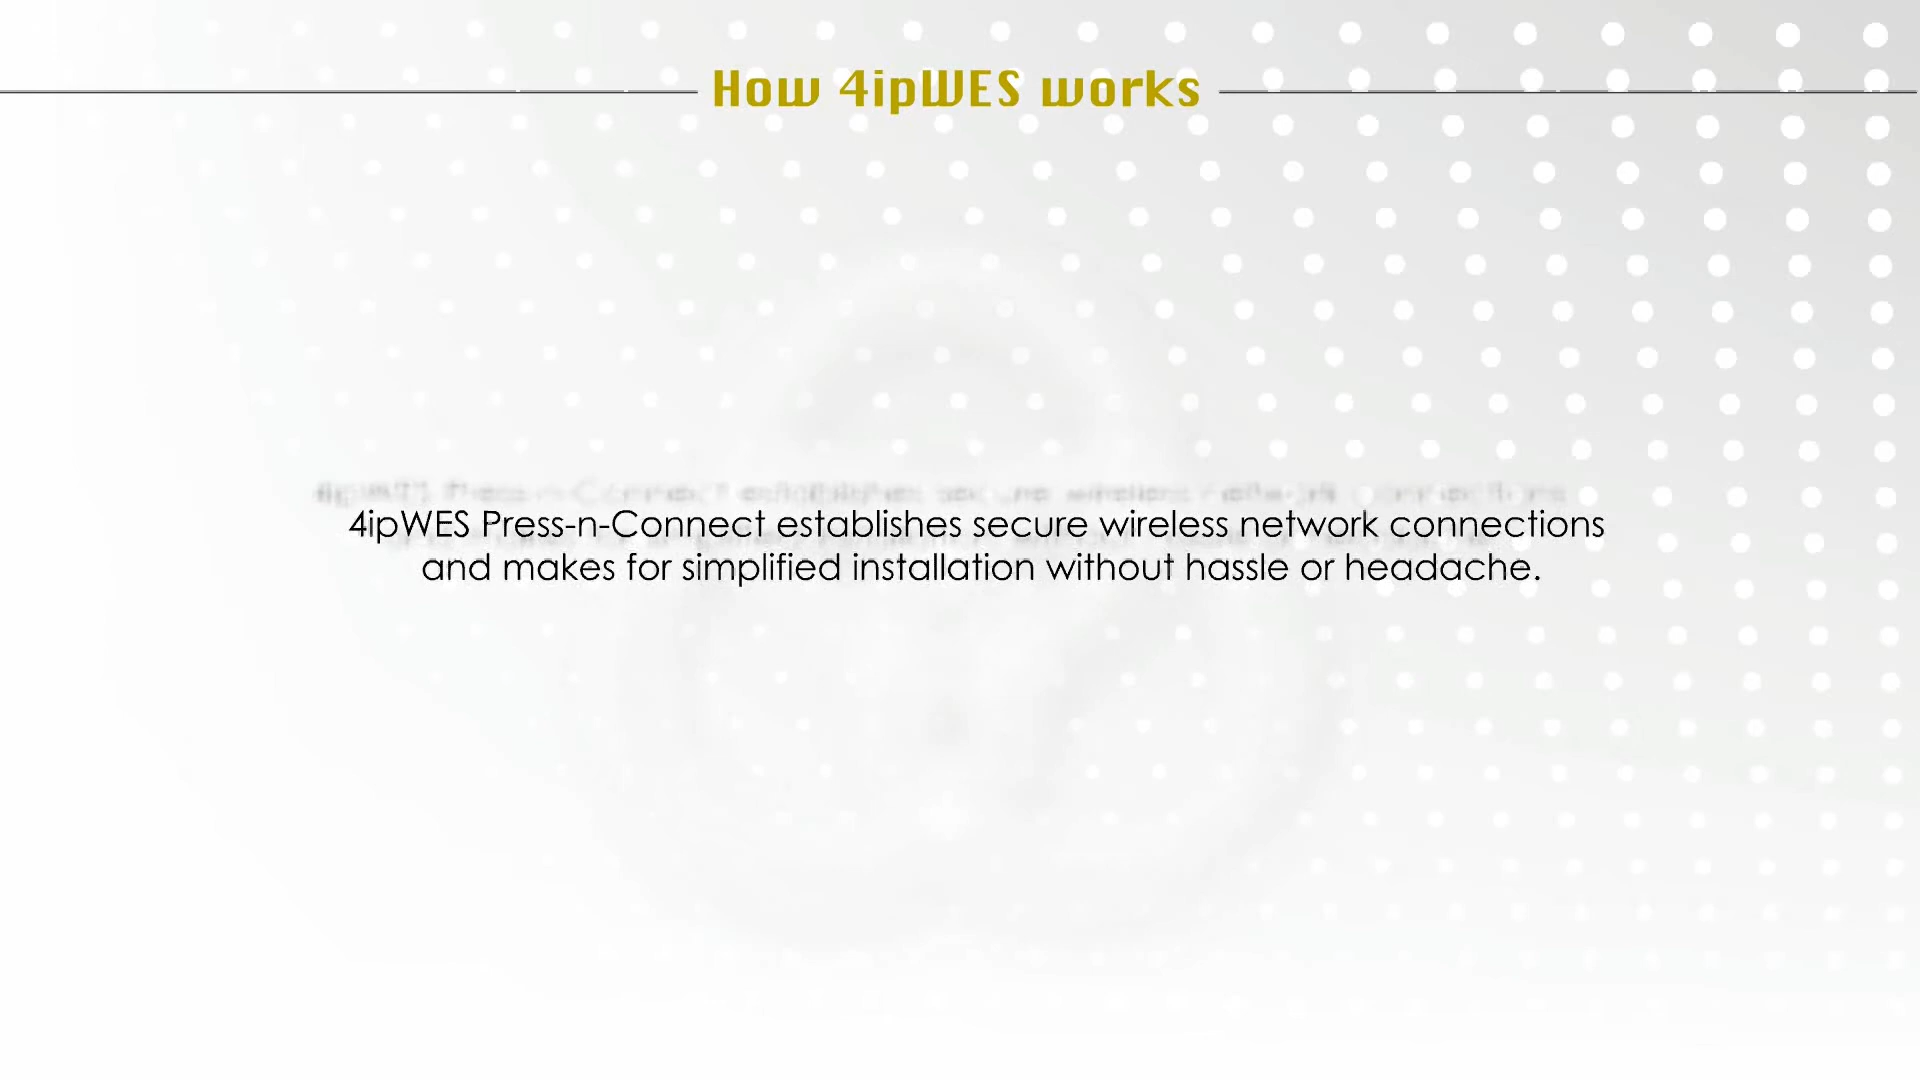 How 4ipWES works
4ipWES Press-n-Connect establishes secure wireless network connections
and makes for simplified installation without hassle or headache.